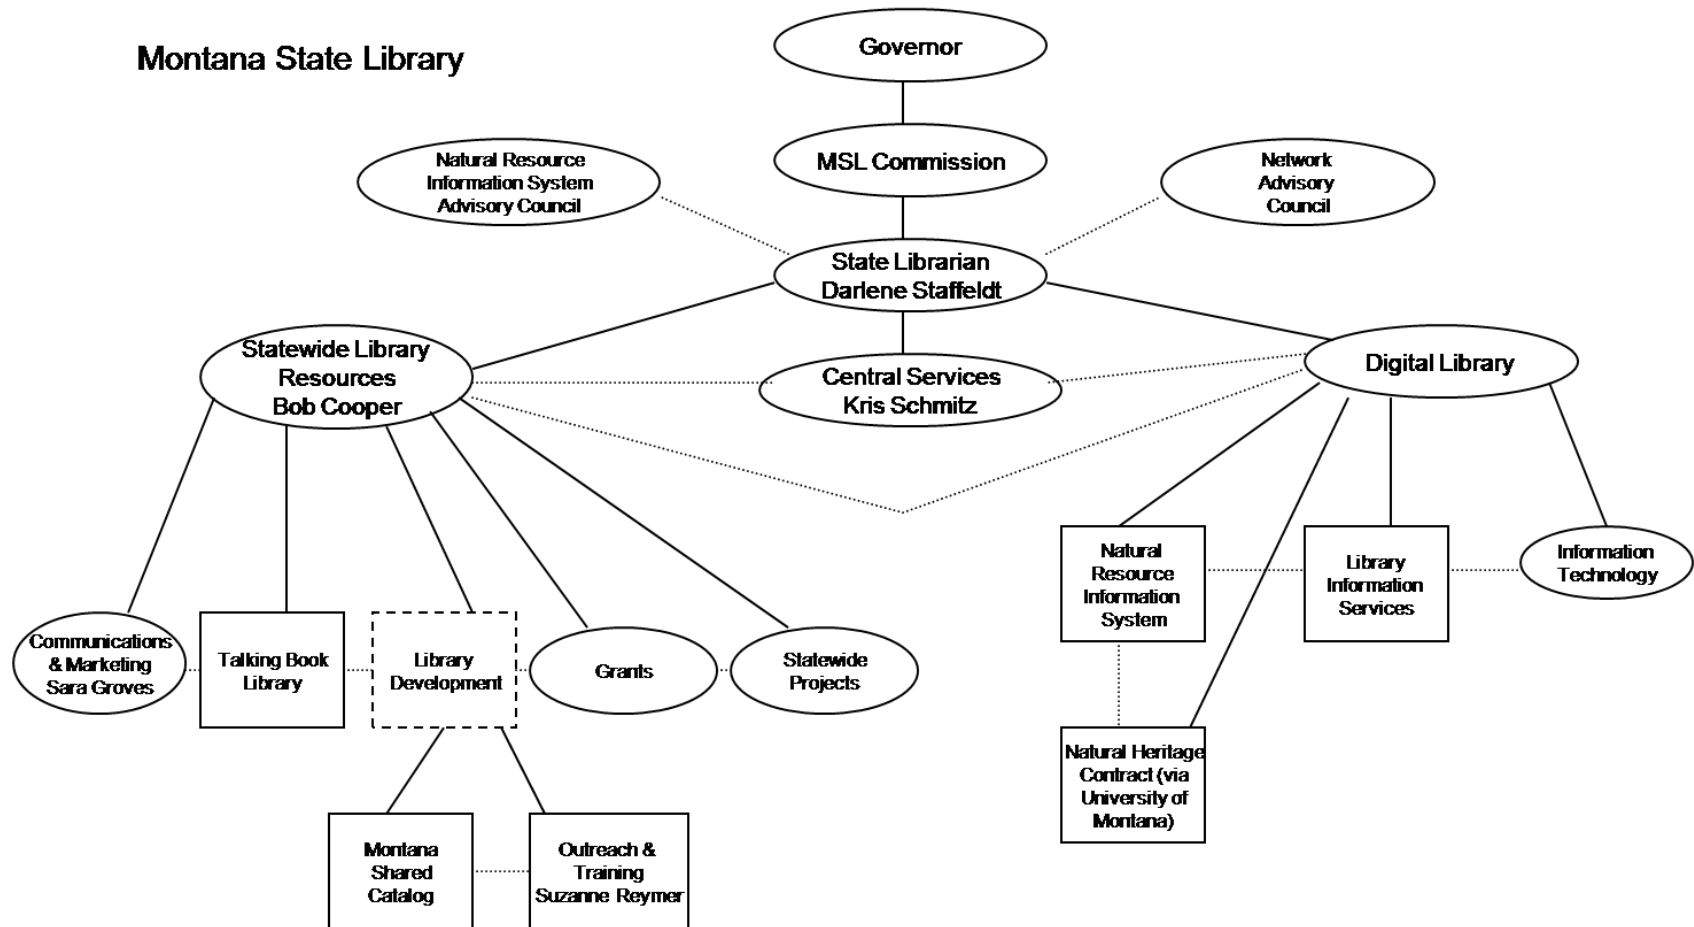 Montana State Library
Governor
MSL Commission
Natural Resource
Information System
Advisory Council
Network
Advisory
Council
State Librarian
Darlene Staffeldt
Statewide Library
Resources
Bob Cooper
Central Services
Kris Schmitz
Digital Library
Natural
Resource
Information
System
Library
Information
Services
Information
Technology
Communications
& Marketing
Sara Groves
Talking Book
Library
Library
Development
Grants
Statewide
Projects
Natural Heritage
Contract (via
University of
Montana)
Montana
Shared
Catalog
Outreach &
Training
Suzanne Reymer